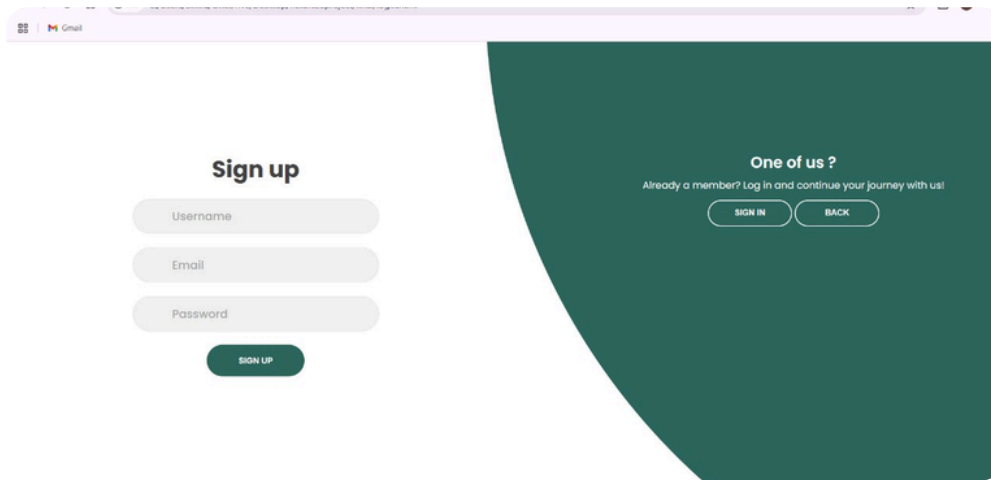 Gmail
Sign up
Username
Email
Password
SIGN UP
One of us ?
Already a member? Log in and continue your journey with us!
SIGN IN
BACK